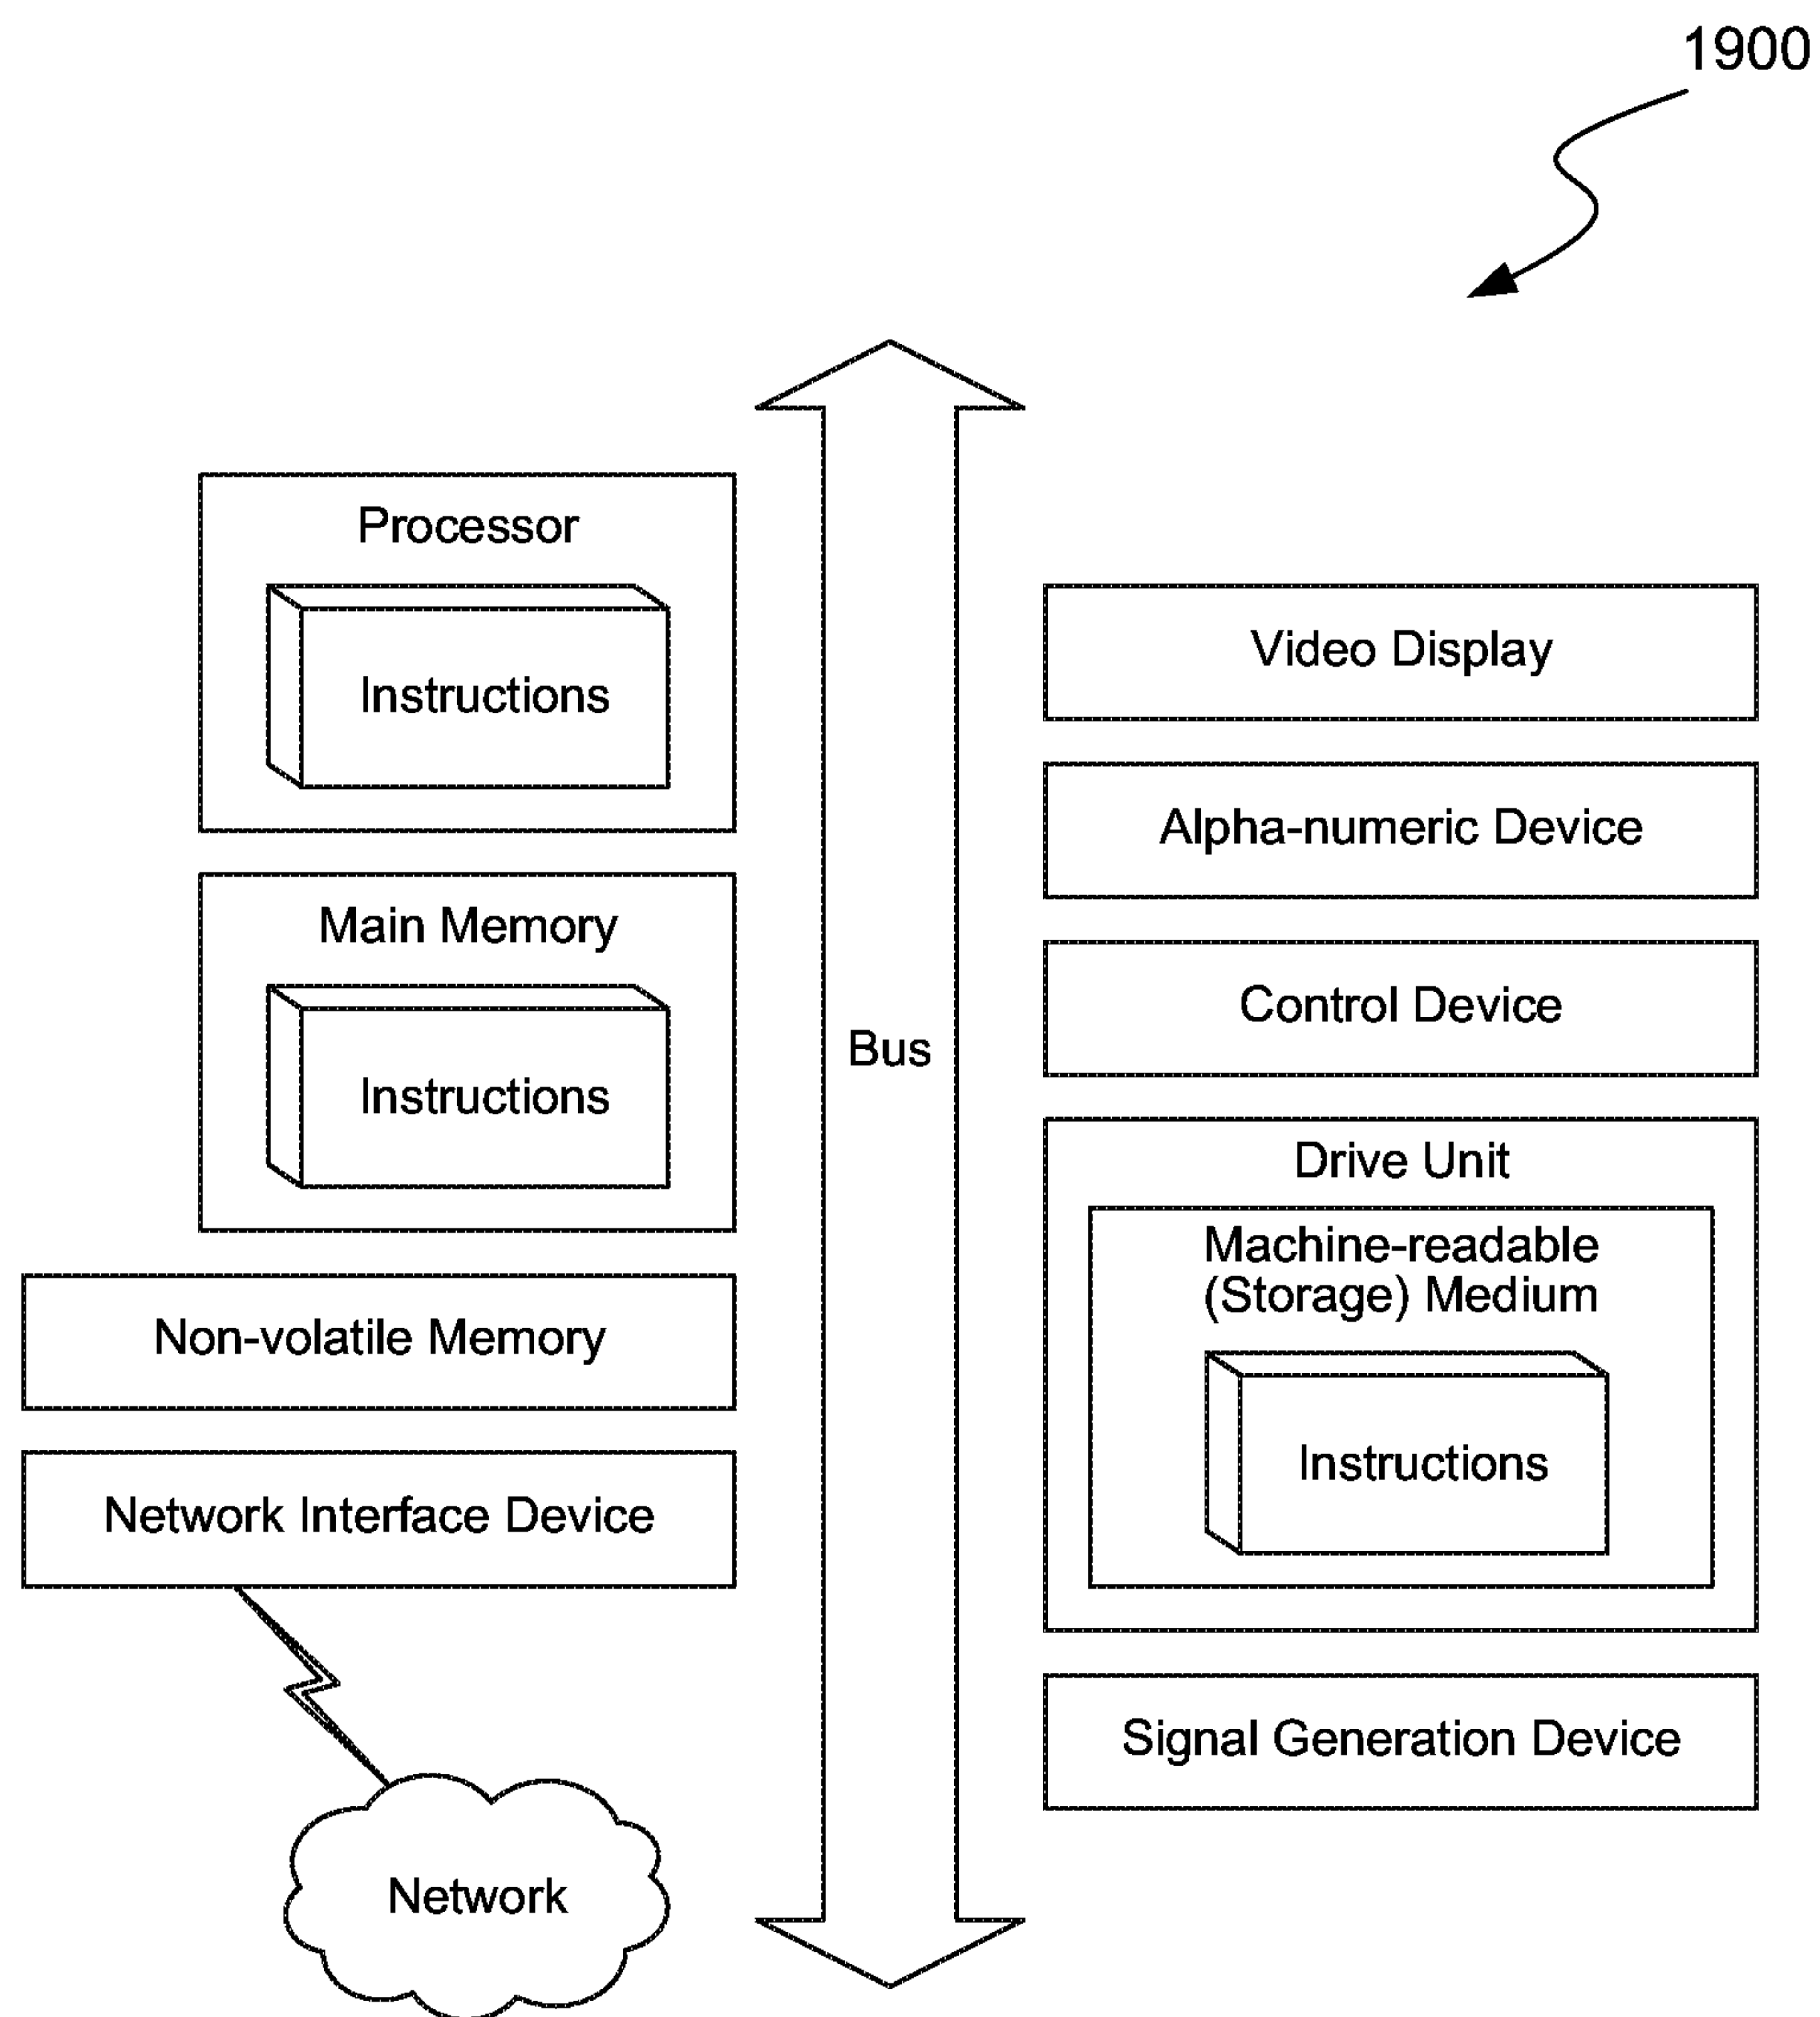 1900
Processor
Instructions
Main Memory
Instructions
Non-volatile Memory
Network Interface Device
Network
Bus
Video Display
Alpha-numeric Device
Control Device
Drive Unit
Machine-readable
(Storage) Medium
Instructions
Signal Generation Device